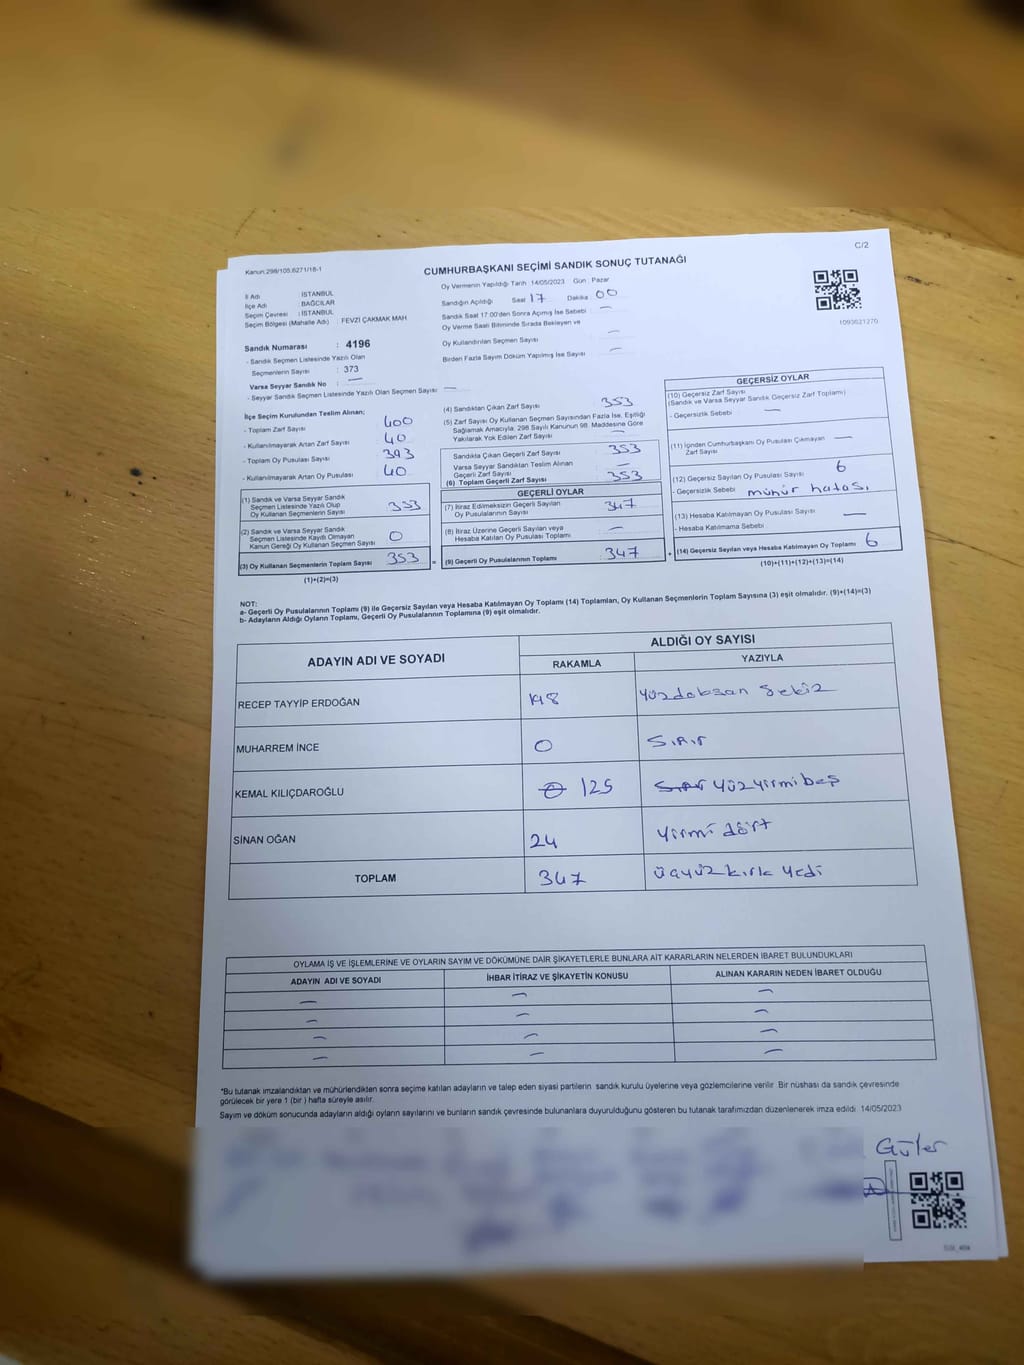 C/2
Kanun:298/105,6271/18-1
CUMHURBAŞKANI SEÇİMİ SANDIK SONUÇ TUTANAĞI
İl Adı : İSTANBUL
İlçe Adı : BAĞCILAR
Seçim Çevresi : İSTANBUL
Seçim Bölgesi (Mahalle Adı) : FEVZİ ÇAKMAK MAH
Sandık Numarası : 4196
- Sandık Seçmen Listesinde Yazılı Olan
Seçmenlerin Sayısı : 373
Varsa Seyyar Sandık No : —
- Seyyar Sandık Seçmen Listesinde Yazılı Olan Seçmen Sayısı —
Oy Vermenin Yapıldığı Tarih 14/05/2023 Gün : Pazar
Sandığın Açıldığı Saat 17 Dakika 00
Sandık Saat 17:00'den Sonra Açımış İse Sebebi —
Oy Verme Saati Bitiminde Sırada Bekleyen ve
Oy Kullandırılan Seçmen Sayısı —
Birden Fazla Sayım Döküm Yapılmış İse Sayısı —
1093621270
İlçe Seçim Kurulundan Teslim Alınan;
- Toplam Zarf Sayısı 400
- Kullanılmayarak Artan Zarf Sayısı 40
- Toplam Oy Pusulası Sayısı 393
- Kullanılmayarak Artan Oy Pusulası 40
(1) Sandık ve Varsa Seyyar Sandık
Seçmen Listesinde Yazılı Olup
Oy Kullanan Seçmenlerin Sayısı 353
(2) Sandık ve Varsa Seyyar Sandık
Seçmen Listesinde Kaydı Olmayan
Kanun Gereği Oy Kullanan Seçmen Sayısı 0
(3) Oy Kullanan Seçmenlerin Toplam Sayısı 353 =
(1)+(2)=(3)
(4) Sandıktan Çıkan Zarf Sayısı 353
(5) Zarf Sayısı Oy Kullanan Seçmen Sayısından Fazla İse, Eşitliği
Sağlamak Amacıyla, 298 Sayılı Kanunun 98. Maddesine Göre
Yakılarak Yok Edilen Zarf Sayısı —
Sandıkta Çıkan Geçerli Zarf Sayısı 353
Varsa Seyyar Sandıktan Teslim Alınan
Geçerli Zarf Sayısı —
(6) Toplam Geçerli Zarf Sayısı 353
GEÇERLİ OYLAR
(7) İtiraz Edilmeksizin Geçerli Sayılan
Oy Pusulalarının Sayısı 347
(8) İtiraz Üzerine Geçerli Sayılan veya
Hesaba Katılan Oy Pusulası Toplamı —
(9) Geçerli Oy Pusulalarının Toplamı 347 +
GEÇERSİZ OYLAR
(10) Geçersiz Zarf Sayısı
(Sandık ve Varsa Seyyar Sandık Geçersiz Zarf Toplamı)
- Geçersizlik Sebebi —
(11) İçinden Cumhurbaşkanı Oy Pusulası Çıkmayan
Zarf Sayısı —
(12) Geçersiz Sayılan Oy Pusulası Sayısı 6
- Geçersizlik Sebebi mühür hatası
(13) Hesaba Katılmayan Oy Pusulası Sayısı —
- Hesaba Katılmama Sebebi
(14) Geçersiz Sayılan veya Hesaba Katılmayan Oy Toplamı 6
(10)+(11)+(12)+(13)=(14)
NOT:
a- Geçerli Oy Pusulalarının Toplamı (9) ile Geçersiz Sayılan veya Hesaba Katılmayan Oy Toplamı (14) Toplamları, Oy Kullanan Seçmenlerin Toplam Sayısına (3) eşit olmalıdır. (9)+(14)=(3)
b- Adayların Aldığı Oyların Toplamı, Geçerli Oy Pusulalarının Toplamına (9) eşit olmalıdır.
ADAYIN ADI VE SOYADI ALDIĞI OY SAYISI
RAKAMLA YAZIYLA
RECEP TAYYİP ERDOĞAN 198 yüzdoksan sekiz
MUHARREM İNCE 0 sıfır
KEMAL KILIÇDAROĞLU 0 125 sıfır yüzyirmibeş
SİNAN OĞAN 24 yirmi dört
TOPLAM 347 üçyüzkırk yedi
OYLAMA İŞ VE İŞLEMLERİNE VE OYLARIN SAYIM VE DÖKÜMÜNE DAİR ŞİKAYETLERLE BUNLARA AİT KARARLARIN NELERDEN İBARET BULUNDUKLARI
ADAYIN ADI VE SOYADI İHBAR İTİRAZ VE ŞİKAYETİN KONUSU ALINAN KARARIN NEDEN İBARET OLDUĞU
— — —
— — —
— — —
— — —
*Bu tutanak imzalandıktan ve mühürlendikten sonra seçime katılan adayların ve talep eden siyasi partilerin sandık kurulu üyelerine veya gözlemcilerine verilir. Bir nüshası da sandık çevresinde
görülecek bir yere 1 (bir ) hafta süreyle asılır.
Sayım ve döküm sonucunda adayların aldığı oyların sayılarını ve bunların sandık çevresinde bulunanlara duyurulduğunu gösteren bu tutanak tarafımızdan düzenlenerek imza edildi. 14/05/2023
Güler